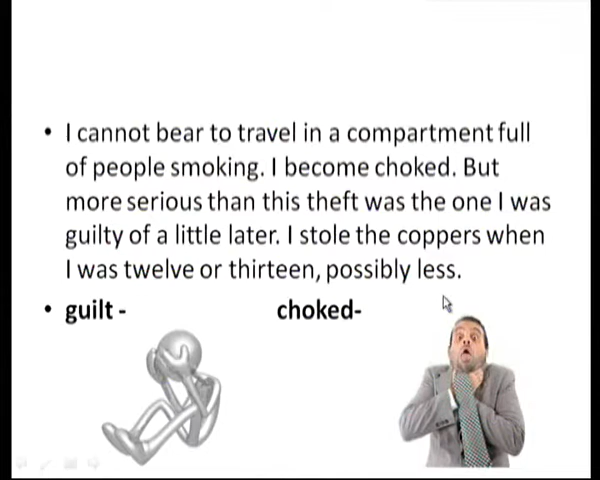 • I cannot bear to travel in a compartment full
of people smoking. I become choked. But
more serious than this theft was the one I was
guilty of a little later. I stole the coppers when
I was twelve or thirteen, possibly less.
• guilt - choked-